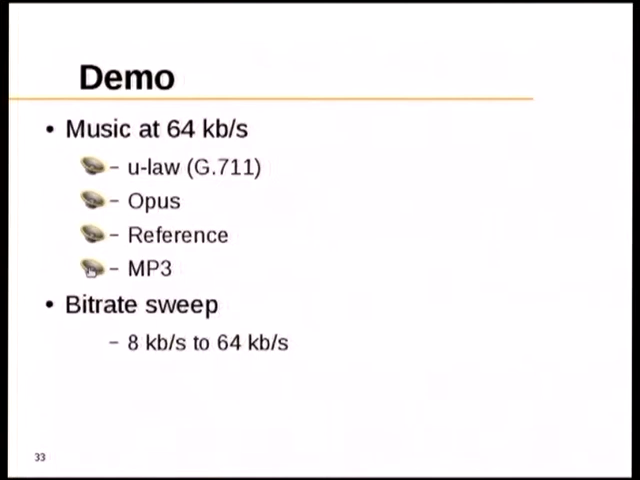 Demo
• Music at 64 kb/s
– u-law (G.711)
– Opus
– Reference
– MP3
• Bitrate sweep
– 8 kb/s to 64 kb/s
33